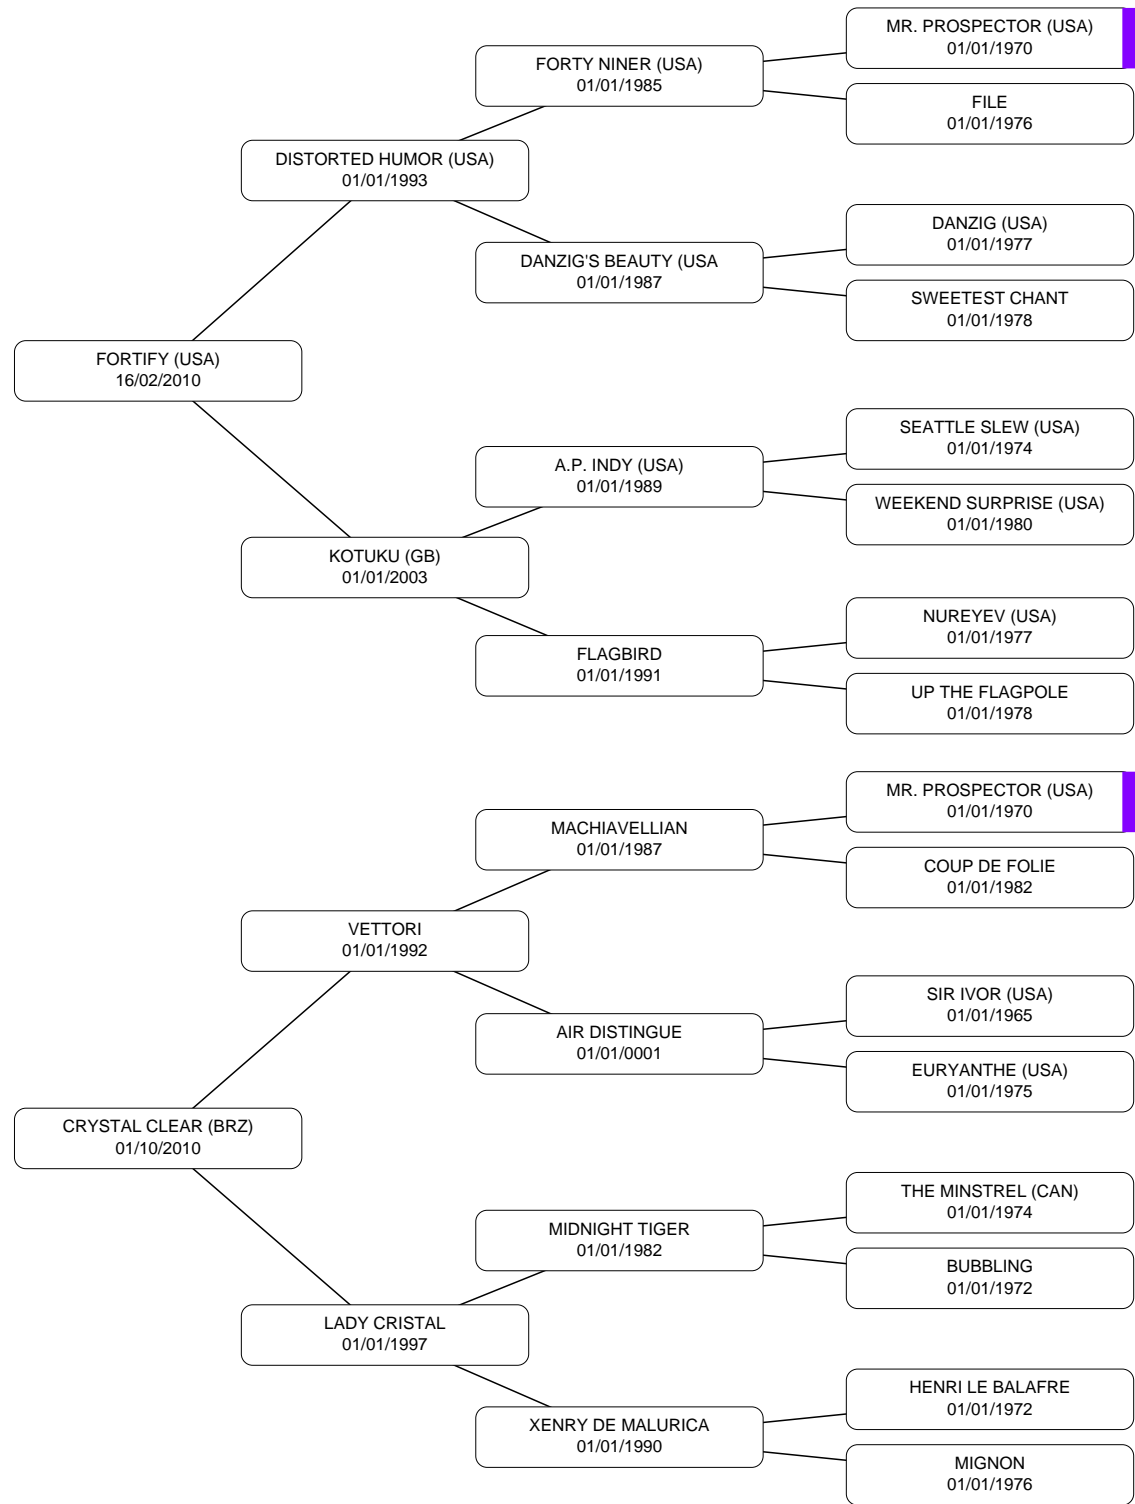 MR. PROSPECTOR (USA)
01/01/1970
FORTY NINER (USA)
01/01/1985
FILE
01/01/1976
DISTORTED HUMOR (USA)
01/01/1993
DANZIG (USA)
01/01/1977
DANZIG'S BEAUTY (USA
01/01/1987
SWEETEST CHANT
01/01/1978
FORTIFY (USA)
16/02/2010
SEATTLE SLEW (USA)
01/01/1974
A.P. INDY (USA)
01/01/1989
WEEKEND SURPRISE (USA)
01/01/1980
KOTUKU (GB)
01/01/2003
NUREYEV (USA)
01/01/1977
FLAGBIRD
01/01/1991
UP THE FLAGPOLE
01/01/1978
MR. PROSPECTOR (USA)
01/01/1970
MACHIAVELLIAN
01/01/1987
COUP DE FOLIE
01/01/1982
VETTORI
01/01/1992
SIR IVOR (USA)
01/01/1965
AIR DISTINGUE
01/01/0001
EURYANTHE (USA)
01/01/1975
CRYSTAL CLEAR (BRZ)
01/10/2010
THE MINSTREL (CAN)
01/01/1974
MIDNIGHT TIGER
01/01/1982
BUBBLING
01/01/1972
LADY CRISTAL
01/01/1997
HENRI LE BALAFRE
01/01/1972
XENRY DE MALURICA
01/01/1990
MIGNON
01/01/1976